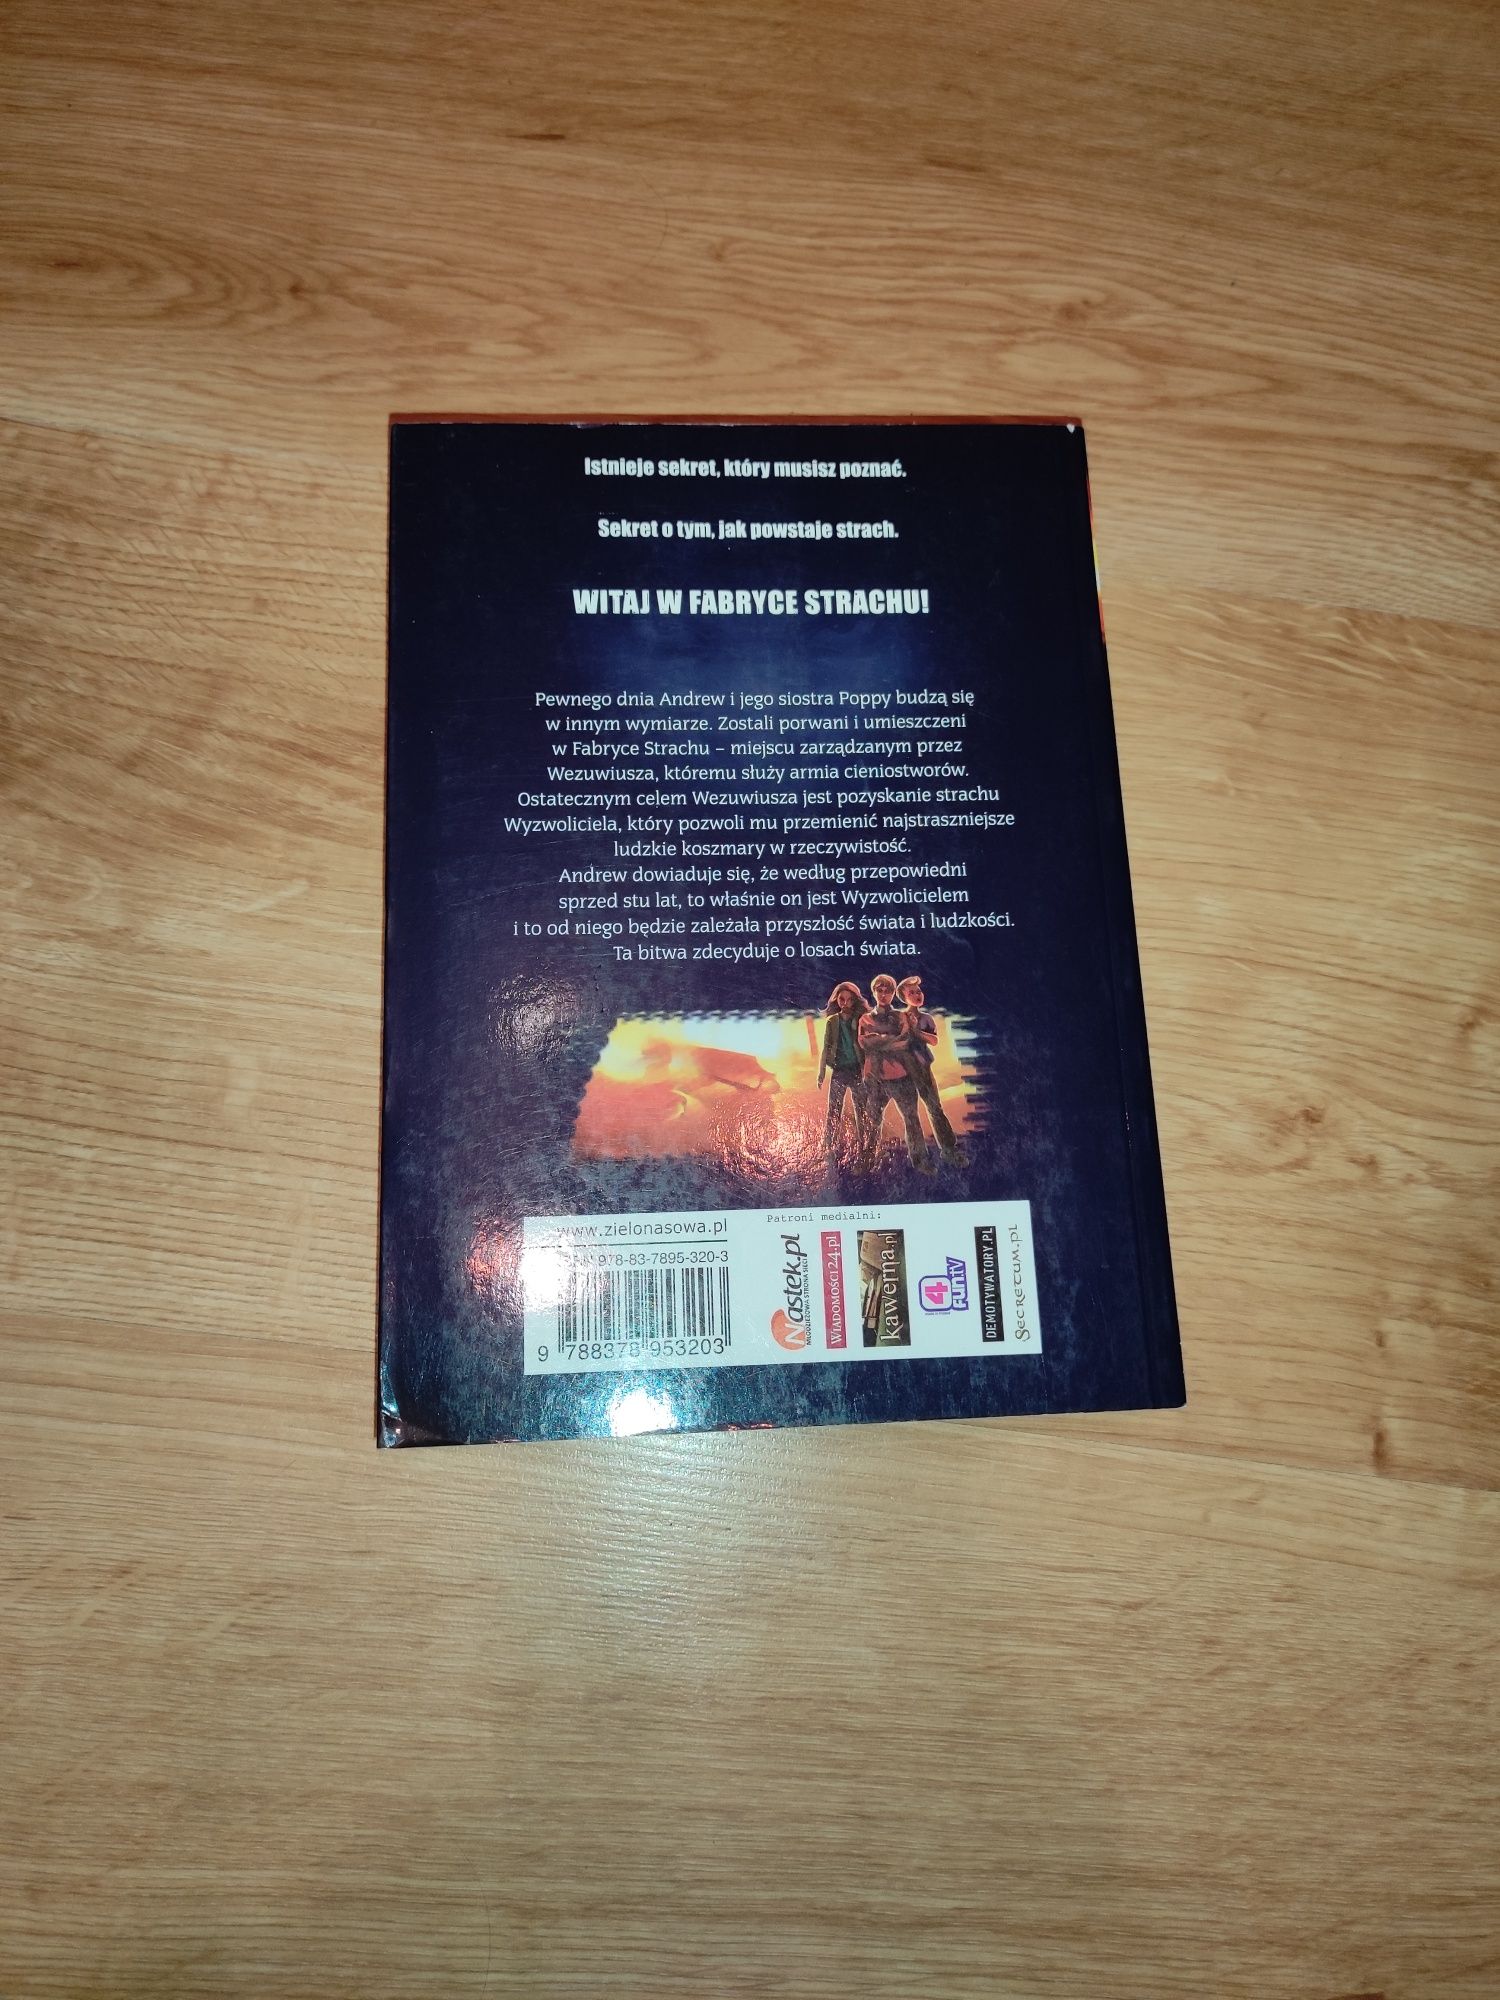 Istnieje sekret, który musisz poznać.
Sekret o tym, jak powstaje strach.
WITAJ W FABRYCE STRACHU!
Pewnego dnia Andrew i jego siostra Poppy budzą się
w innym wymiarze. Zostali porwani i umieszczeni
w Fabryce Strachu – miejscu zarządzanym przez
Wezuwiusza, któremu służy armia cieniostworów.
Ostatecznym celem Wezuwiusza jest pozyskanie strachu
Wyzwoliciela, który pozwoli mu przemienić najstraszniejsze
ludzkie koszmary w rzeczywistość.
Andrew dowiaduje się, że według przepowiedni
sprzed stu lat, to właśnie on jest Wyzwolicielem
i to od niego będzie zależała przyszłość świata i ludzkości.
Ta bitwa zdecyduje o losach świata.
www.zielonasowa.pl
978-83-7895-320-3
9 788378 953203
Patroni medialni:
Nastek.pl
MŁODZIEŻOWA STRONA SIECI
Wiadomości24.pl
kawerna.pl
4
fun.tv
DEMOTYWATORY.PL
Secretum.pl